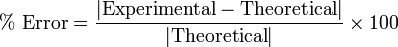 % Error = |Experimental − Theoretical| / |Theoretical| × 100